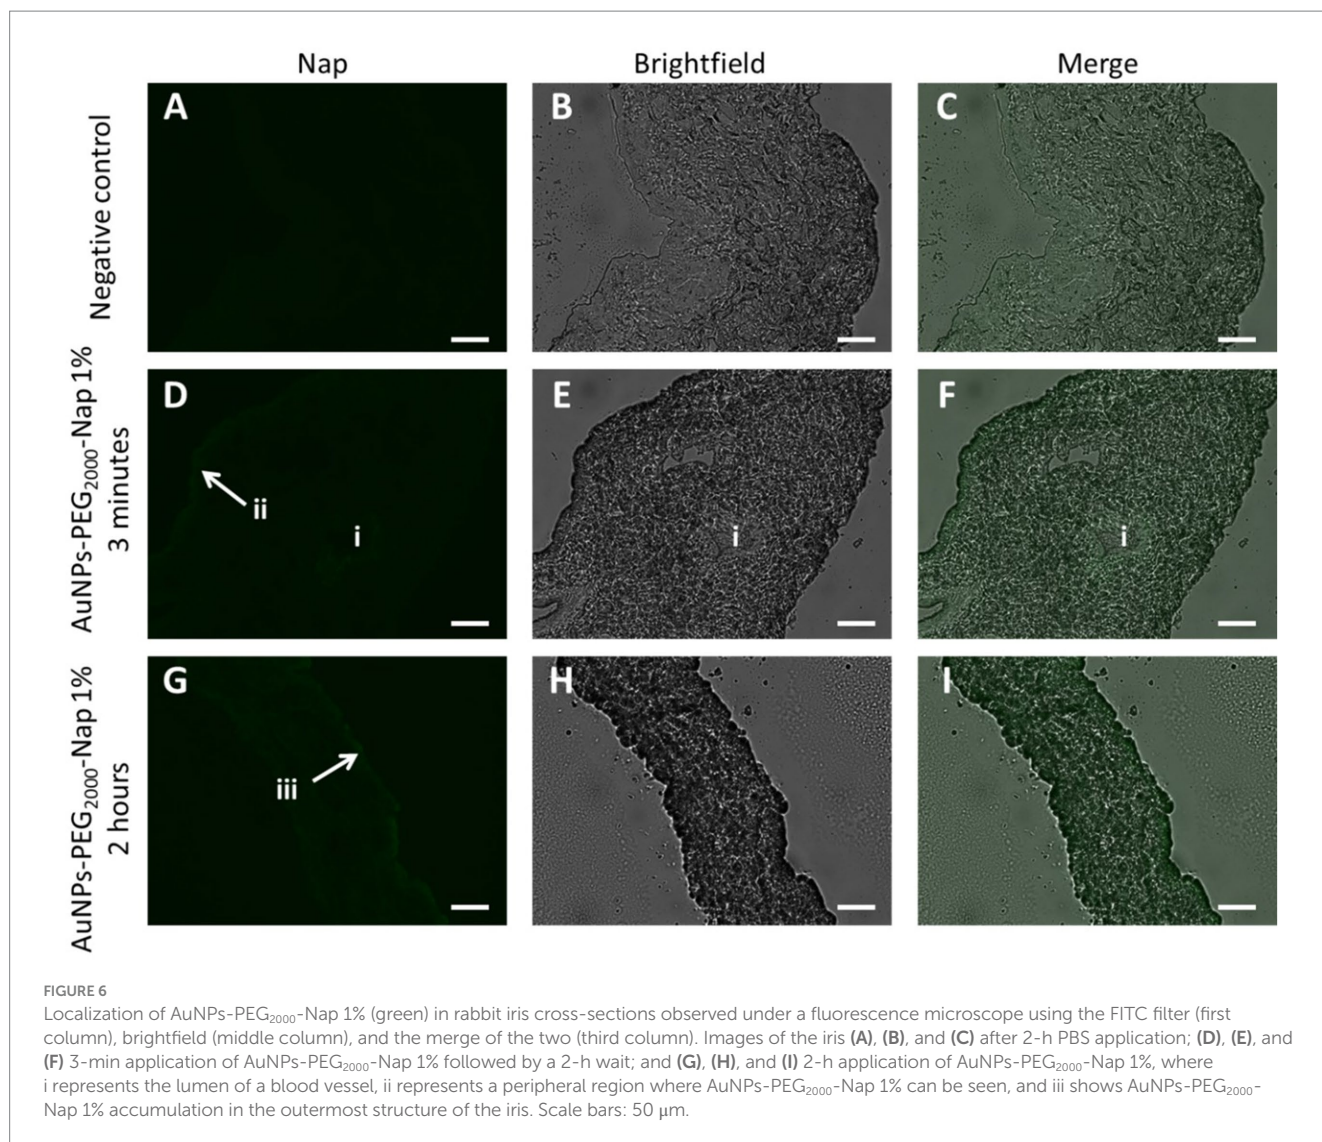 Nap Brightfield Merge
Negative control
A B C
AuNPs-PEG2000-Nap 1%
3 minutes
D E F
ii
i i i
AuNPs-PEG2000-Nap 1%
2 hours
G H I
iii
FIGURE 6
Localization of AuNPs-PEG2000-Nap 1% (green) in rabbit iris cross-sections observed under a fluorescence microscope using the FITC filter (first
column), brightfield (middle column), and the merge of the two (third column). Images of the iris (A), (B), and (C) after 2-h PBS application; (D), (E), and
(F) 3-min application of AuNPs-PEG2000-Nap 1% followed by a 2-h wait; and (G), (H), and (I) 2-h application of AuNPs-PEG2000-Nap 1%, where
i represents the lumen of a blood vessel, ii represents a peripheral region where AuNPs-PEG2000-Nap 1% can be seen, and iii shows AuNPs-PEG2000-
Nap 1% accumulation in the outermost structure of the iris. Scale bars: 50 μm.